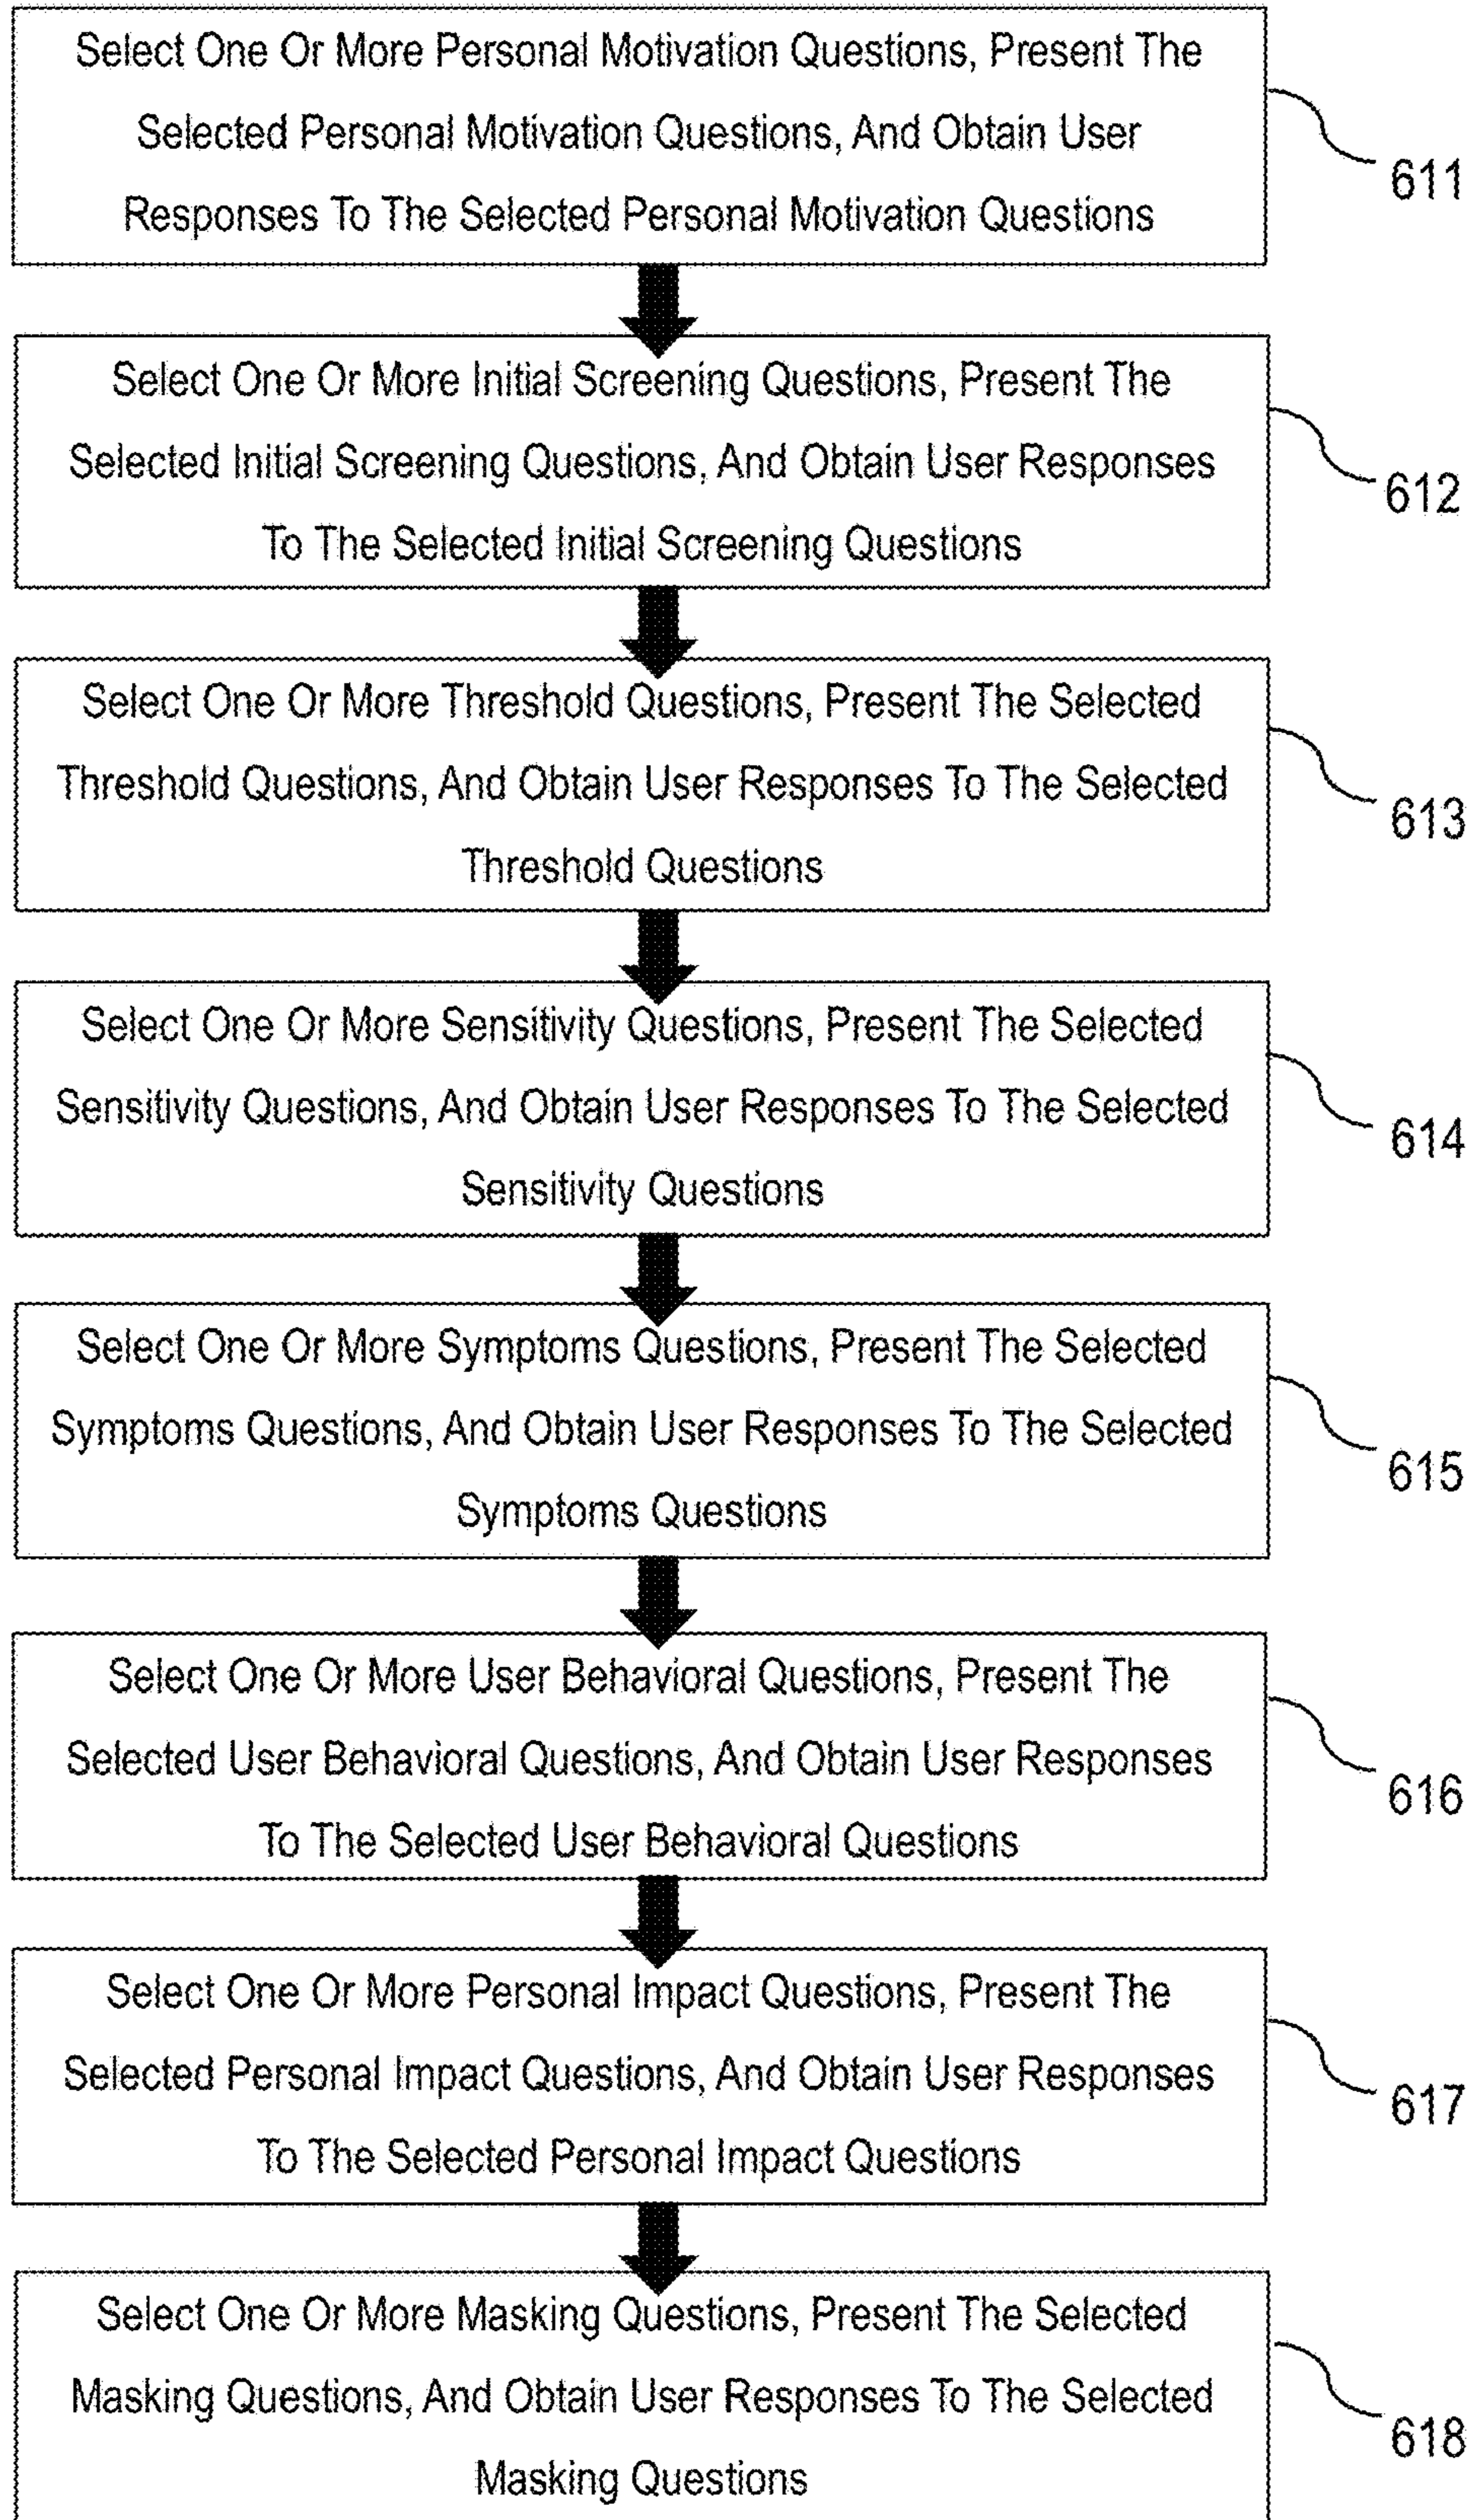 Select One Or More Personal Motivation Questions, Present The
Selected Personal Motivation Questions, And Obtain User
Responses To The Selected Personal Motivation Questions
611
Select One Or More Initial Screening Questions, Present The
Selected Initial Screening Questions, And Obtain User Responses
To The Selected Initial Screening Questions
612
Select One Or More Threshold Questions, Present The Selected
Threshold Questions, And Obtain User Responses To The Selected
Threshold Questions
613
Select One Or More Sensitivity Questions, Present The Selected
Sensitivity Questions, And Obtain User Responses To The Selected
Sensitivity Questions
614
Select One Or More Symptoms Questions, Present The Selected
Symptoms Questions, And Obtain User Responses To The Selected
Symptoms Questions
615
Select One Or More User Behavioral Questions, Present The
Selected User Behavioral Questions, And Obtain User Responses
To The Selected User Behavioral Questions
616
Select One Or More Personal Impact Questions, Present The
Selected Personal Impact Questions, And Obtain User Responses
To The Selected Personal Impact Questions
617
Select One Or More Masking Questions, Present The Selected
Masking Questions, And Obtain User Responses To The Selected
Masking Questions
618